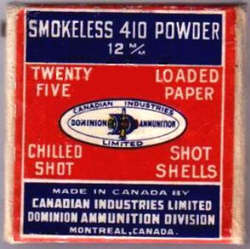 SMOKELESS 410 POWDER
12 M/M
TWENTY FIVE
LOADED PAPER
CANADIAN INDUSTRIES
DOMINION AMMUNITION
LIMITED
CHILLED SHOT
SHOT SHELLS
MADE IN CANADA BY
CANADIAN INDUSTRIES LIMITED
DOMINION AMMUNITION DIVISION
MONTREAL, CANADA.